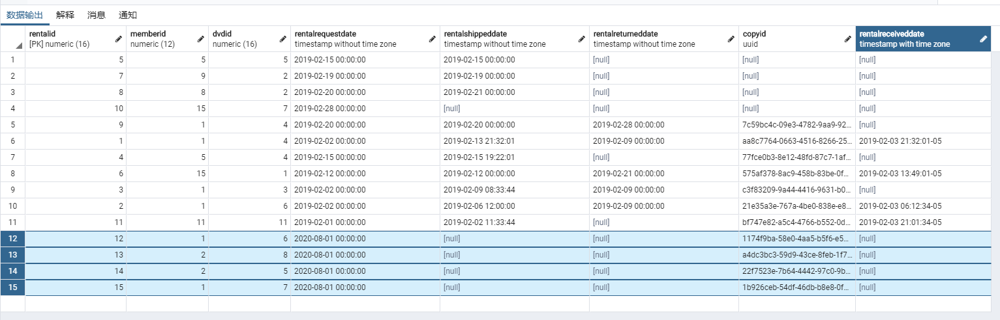 数据输出 解释 消息 通知
rentalid memberid dvdid rentalrequestdate rentalshippeddate rentalreturneddate copyid rentalreceiveddate
[PK] numeric (16) numeric (12) numeric (16) timestamp without time zone timestamp without time zone timestamp without time zone uuid timestamp with time zone
1 5 5 5 2019-02-15 00:00:00 2019-02-15 00:00:00 [null] [null] [null]
2 7 9 2 2019-02-19 00:00:00 2019-02-19 00:00:00 [null] [null] [null]
3 8 8 2 2019-02-20 00:00:00 2019-02-21 00:00:00 [null] [null] [null]
4 10 15 7 2019-02-28 00:00:00 [null] [null] [null] [null]
5 9 1 4 2019-02-20 00:00:00 2019-02-20 00:00:00 2019-02-28 00:00:00 7c59bc4c-09e3-4782-9aa9-92... [null]
6 1 1 4 2019-02-02 00:00:00 2019-02-13 21:32:01 2019-02-09 00:00:00 aa8c7764-0663-4516-8266-25... 2019-02-03 21:32:01-05
7 4 5 4 2019-02-15 00:00:00 2019-02-15 19:22:01 [null] 77fce0b3-8e12-48fd-87c7-1af... [null]
8 6 15 1 2019-02-12 00:00:00 2019-02-12 00:00:00 2019-02-21 00:00:00 575af378-8ac9-458b-83be-0f... 2019-02-03 13:49:01-05
9 3 1 3 2019-02-02 00:00:00 2019-02-09 08:33:44 2019-02-09 00:00:00 c3f83209-9a44-4416-9631-b0... [null]
10 2 1 6 2019-02-02 00:00:00 2019-02-06 12:00:00 2019-02-09 00:00:00 21e35a3e-767a-4be0-838e-e8... 2019-02-03 06:12:34-05
11 11 11 11 2019-02-02 00:00:00 2019-02-02 11:33:44 [null] bf747e82-a5c4-4766-b552-0d... 2019-02-03 21:01:34-05
12 12 1 6 2020-08-01 00:00:00 [null] [null] 1174f9ba-58e0-4aa5-b5f6-e5... [null]
13 13 2 8 2020-08-01 00:00:00 [null] [null] a4dc3bc3-59d9-43ce-8feb-1f7... [null]
14 14 2 5 2020-08-01 00:00:00 [null] [null] 22f7523e-7b64-4442-97c0-9b... [null]
15 15 1 7 2020-08-01 00:00:00 [null] [null] 1b926ceb-54df-46db-b8e8-0f... [null]